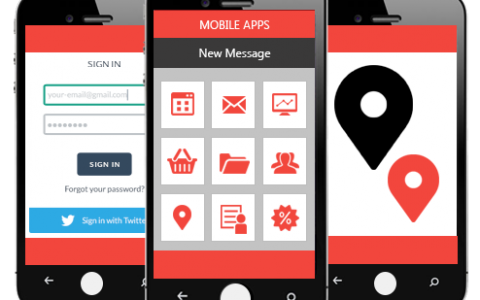 SIGN IN
your-email@gmail.com
SIGN IN
Forgot your password?
Sign in with Twitte
MOBILE APPS
New Message
%